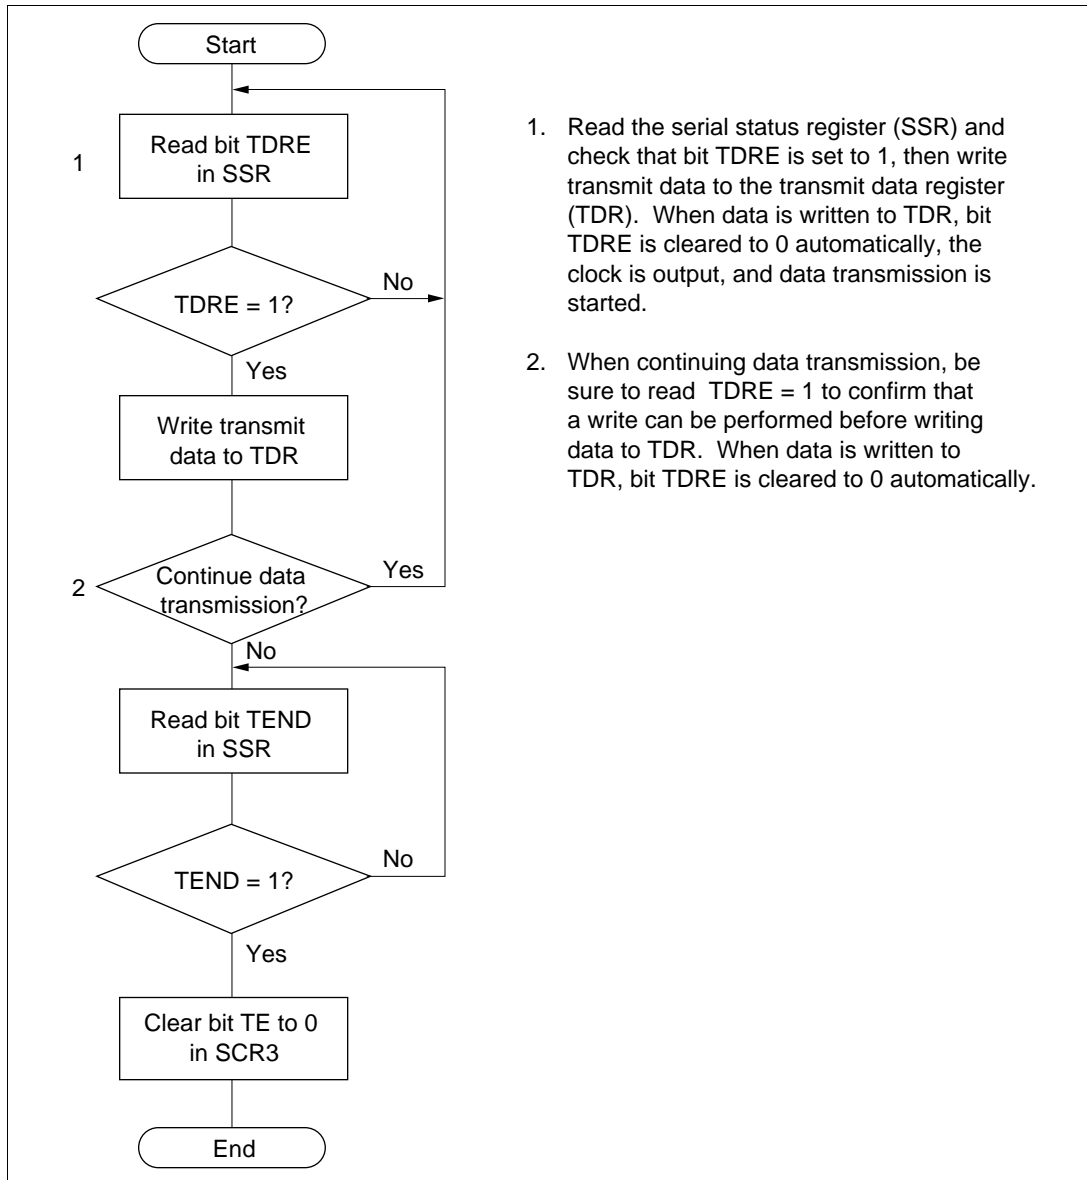 Start
1
Read bit TDRE
in SSR
TDRE = 1?
No
Yes
Write transmit
data to TDR
2
Continue data
transmission?
Yes
No
Read bit TEND
in SSR
TEND = 1?
No
Yes
Clear bit TE to 0
in SCR3
End
1. Read the serial status register (SSR) and
check that bit TDRE is set to 1, then write
transmit data to the transmit data register
(TDR). When data is written to TDR, bit
TDRE is cleared to 0 automatically, the
clock is output, and data transmission is
started.
2. When continuing data transmission, be
sure to read TDRE = 1 to confirm that
a write can be performed before writing
data to TDR. When data is written to
TDR, bit TDRE is cleared to 0 automatically.